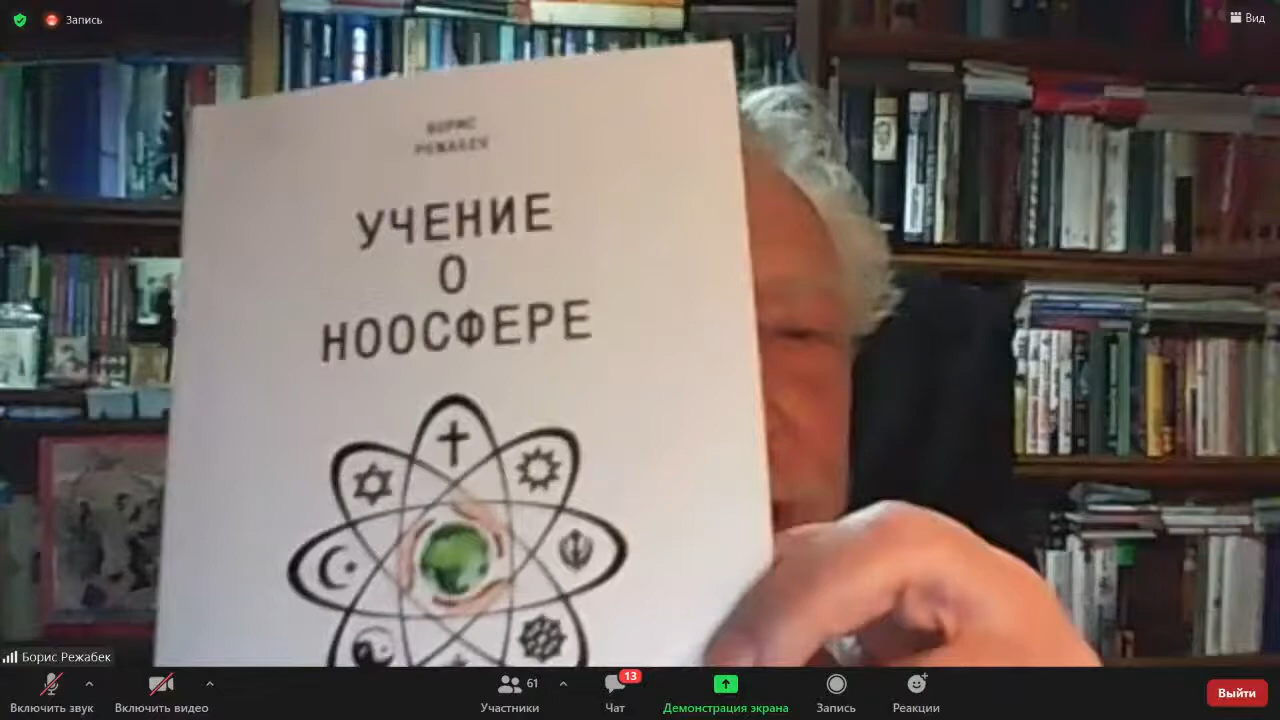 Запись
Вид
БОРИС
РЕЖАБЕК
УЧЕНИЕ
О
НООСФЕРЕ
Борис Режабек
Включить звук
Включить видео
61
Участники
13
Чат
Демонстрация экрана
Запись
Реакции
Выйти